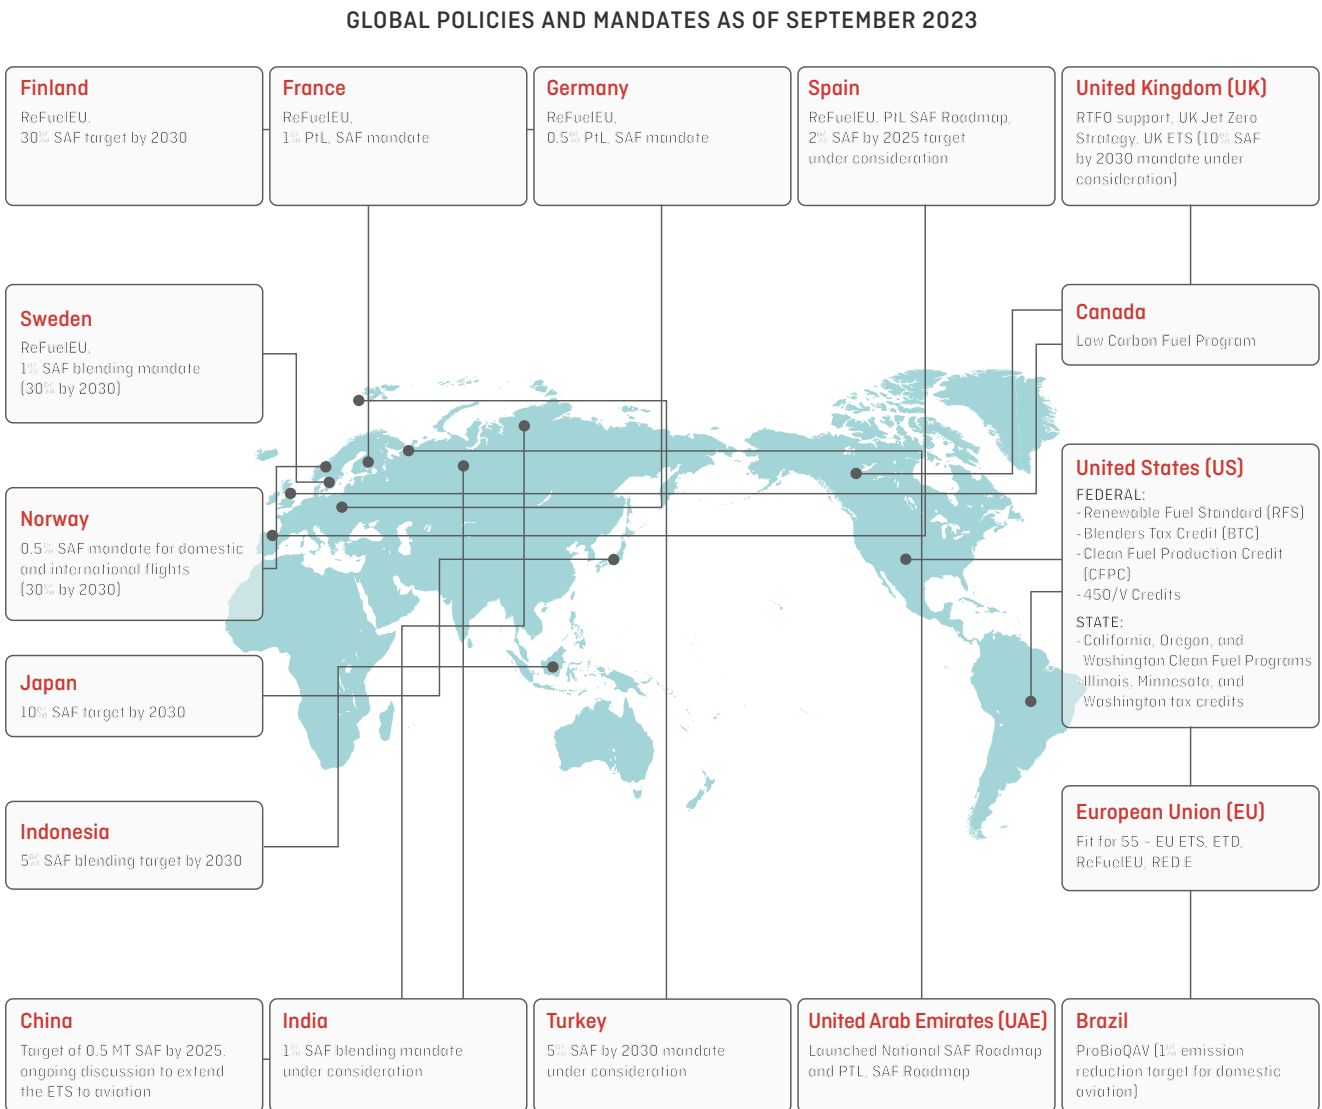 GLOBAL POLICIES AND MANDATES AS OF SEPTEMBER 2023
Finland
ReFuelEU,
30% SAF target by 2030
France
ReFuelEU,
1% PtL, SAF mandate
Germany
ReFuelEU,
0.5% PtL, SAF mandate
Spain
ReFuelEU, PtL SAF Roadmap,
2% SAF by 2025 target
under consideration
United Kingdom (UK)
RTFO support, UK Jet Zero
Strategy, UK ETS (10% SAF
by 2030 mandate under
consideration)
Sweden
ReFuelEU,
1% SAF blending mandate
(30% by 2030)
Canada
Low Carbon Fuel Program
Norway
0.5% SAF mandate for domestic
and international flights
(30% by 2030)
United States (US)
FEDERAL:
-Renewable Fuel Standard (RFS)
-Blenders Tax Credit (BTC)
-Clean Fuel Production Credit
(CFPC)
-450/V Credits
STATE:
-California, Oregon, and
Washington Clean Fuel Programs
-Illinois, Minnesota, and
Washington tax credits
Japan
10% SAF target by 2030
Indonesia
5% SAF blending target by 2030
European Union (EU)
Fit for 55 – EU ETS, ETD,
ReFuelEU, RED E
China
Target of 0.5 MT SAF by 2025,
ongoing discussion to extend
the ETS to aviation
India
1% SAF blending mandate
under consideration
Turkey
5% SAF by 2030 mandate
under consideration
United Arab Emirates (UAE)
Launched National SAF Roadmap
and PTL, SAF Roadmap
Brazil
ProBioQAV (1% emission
reduction target for domestic
aviation)